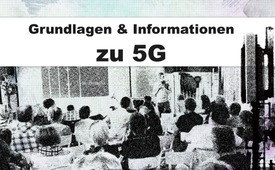 Grundlagen & Informationen
zu 5G